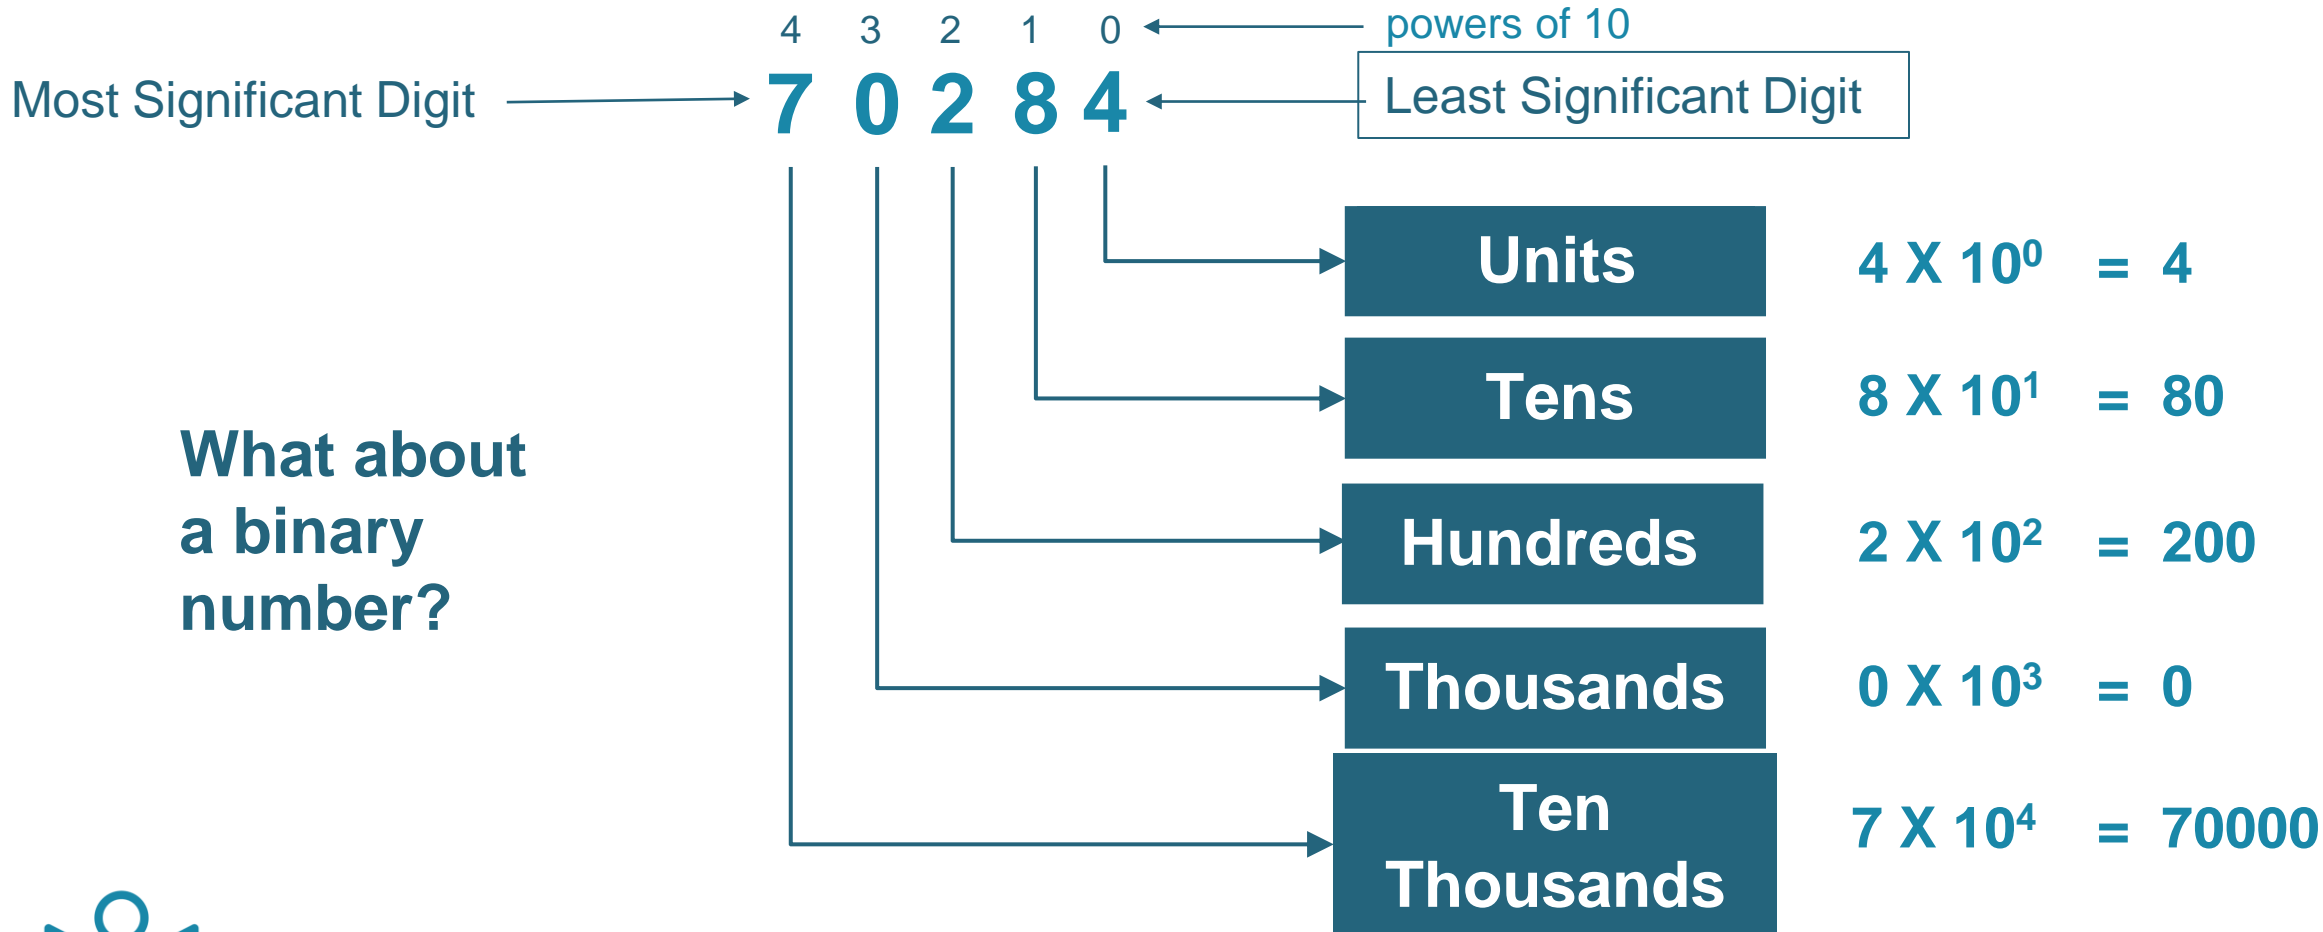 4 3 2 1 0 powers of 10
Most Significant Digit 7 0 2 8 4 Least Significant Digit
Units 4 X 10⁰ = 4
Tens 8 X 10¹ = 80
What about
a binary
number?
Hundreds 2 X 10² = 200
Thousands 0 X 10³ = 0
Ten
Thousands 7 X 10⁴ = 70000